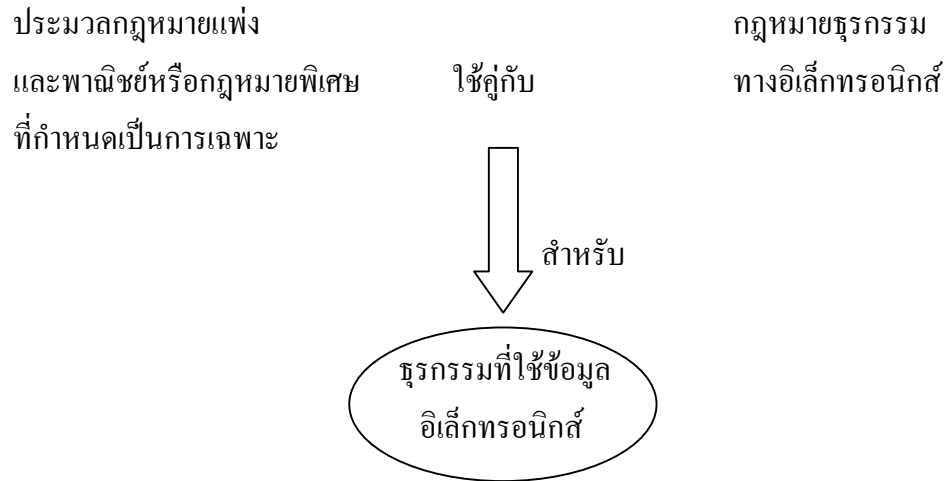 ประมวลกฎหมายแพ่ง
และพาณิชย์หรือกฎหมายพิเศษ
ที่กำหนดเป็นการเฉพาะ
ใช้คู่กับ
กฎหมายธุรกรรม
ทางอิเล็กทรอนิกส์
สำหรับ
ธุรกรรมที่ใช้ข้อมูล
อิเล็กทรอนิกส์